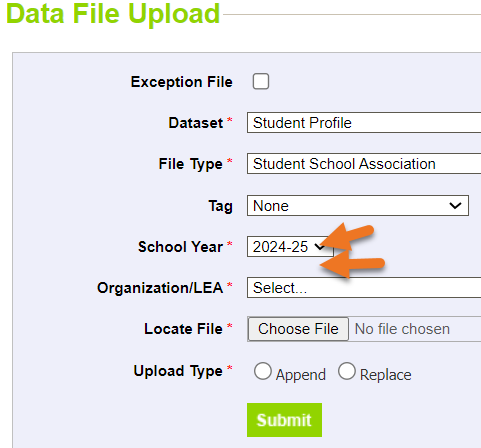 Data File Upload
Exception File
Dataset * Student Profile
File Type * Student School Association
Tag None
School Year * 2024-25
Organization/LEA * Select...
Locate File * Choose File No file chosen
Upload Type * Append Replace
Submit